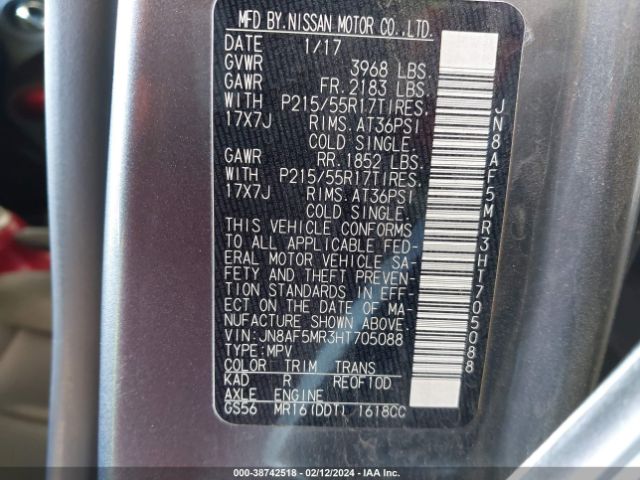 MFD BY.NISSAN MOTOR CO.,LTD.
DATE 1/17
GVWR 3968 LBS.
GAWR FR.2183 LBS.
WITH P215/55R17TIRES.
17X7J RIMS.AT36PSI
COLD SINGLE.
GAWR RR.1852 LBS.
WITH P215/55R17TIRES.
17X7J RIMS.AT36PSI
COLD SINGLE.
THIS VEHICLE CONFORMS
TO ALL APPLICABLE FED-
ERAL MOTOR VEHICLE SA-
FETY AND THEFT PREVEN-
TION STANDARDS IN EFF-
ECT ON THE DATE OF MA-
NUFACTURE SHOWN ABOVE.
VIN:JN8AF5MR3HT705088
TYPE:MPV
COLOR TRIM TRANS
KAD R RE0F10D
AXLE ENGINE
GS56 MR16(DDT) 1618CC
JN8AF5MR3HT705088
000-38742518 - 02/12/2024 - IAA Inc.